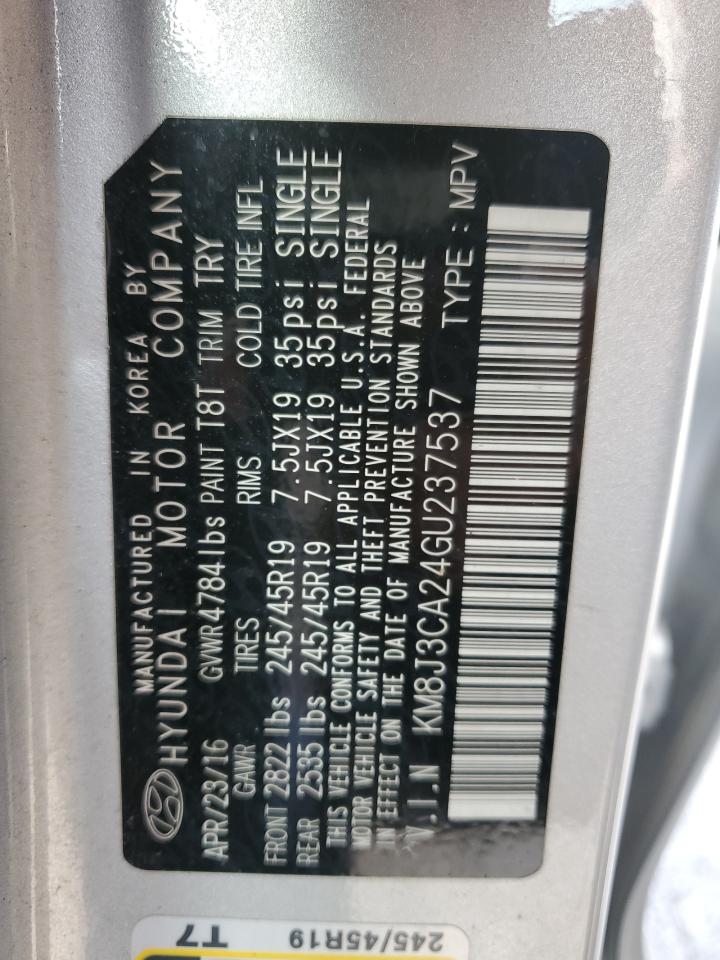 MANUFACTURED IN KOREA BY
HYUNDAI MOTOR COMPANY
APR/23/16 GVWR 4784lbs PAINT T8T TRIM TRY
GAWR TIRES RIMS COLD TIRE INFL
FRONT 2822 lbs 245/45R19 7.5JX19 35psi SINGLE
REAR 2535 lbs 245/45R19 7.5JX19 35psi SINGLE
THIS VEHICLE CONFORMS TO ALL APPLICABLE U.S.A. FEDERAL
MOTOR VEHICLE SAFETY AND THEFT PREVENTION STANDARDS
IN EFFECT ON THE DATE OF MANUFACTURE SHOWN ABOVE
V.I.N KM8J3CA24GU237537 TYPE : MPV
245/45R19
T7